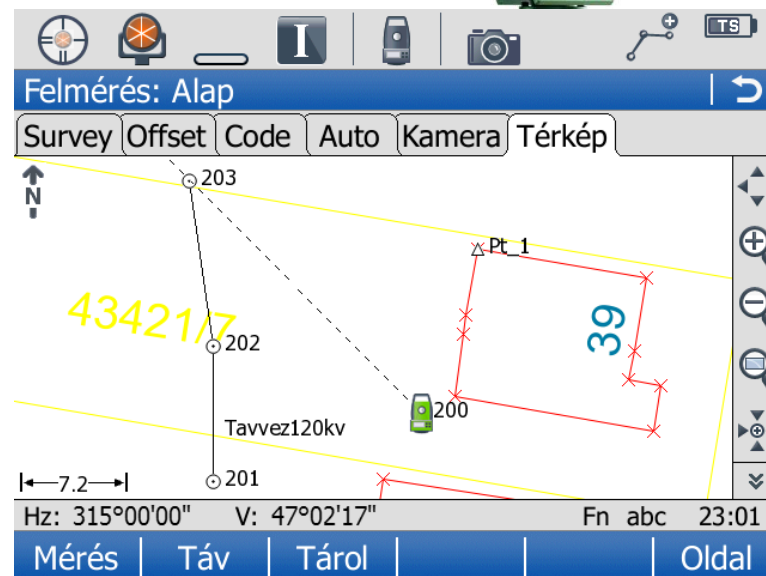 I TS
Felmérés: Alap
Survey Offset Code Auto Kamera Térkép
N
203
Pt_1
43421/7
39
202
200
Tavvez120kv
7.2
201
Hz: 315°00'00" V: 47°02'17" Fn abc 23:01
Mérés Táv Tárol Oldal